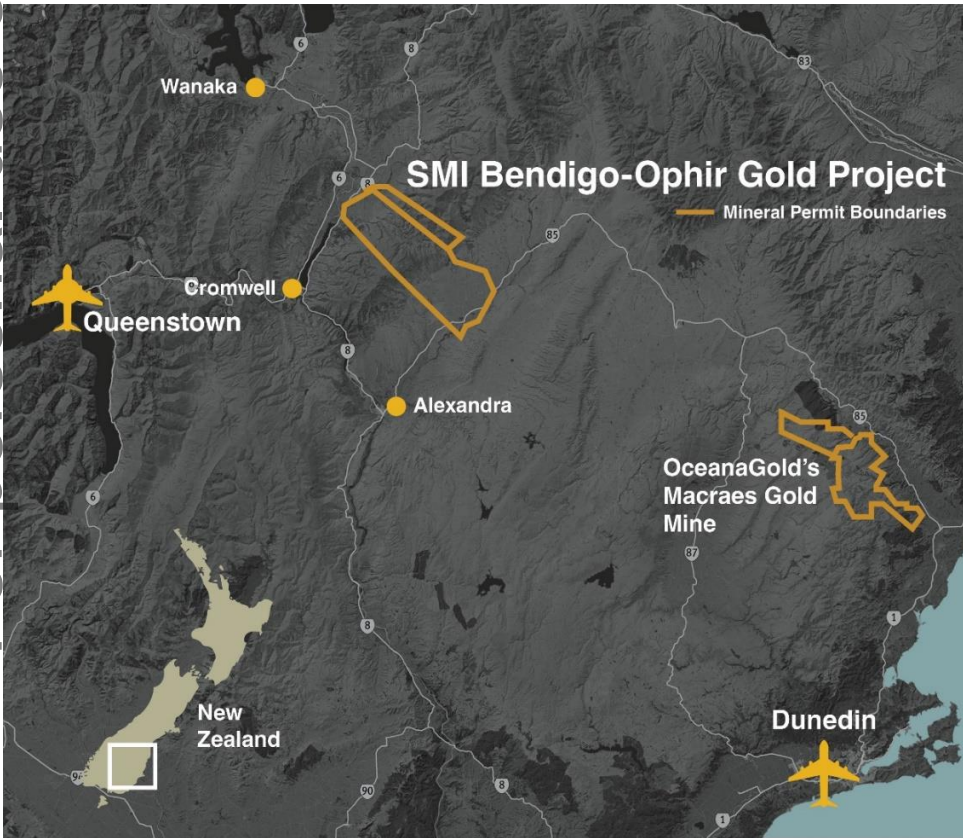 6
8
83
Wanaka
SMI Bendigo-Ophir Gold Project
6
8
Mineral Permit Boundaries
85
Cromwell
Queenstown
8
Alexandra
85
OceanaGold's
Macraes Gold
Mine
6
87
8
1
New
Zealand
Dunedin
90
8
1